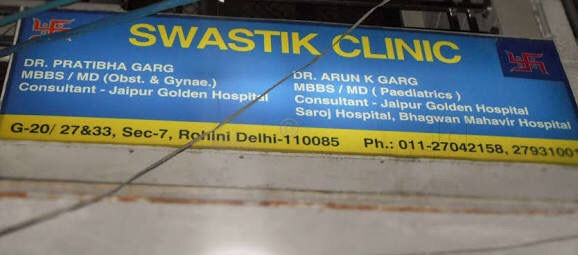 SWASTIK CLINIC
DR. PRATIBHA GARG
MBBS / MD (Obst. & Gynae.)
Consultant - Jaipur Golden Hospital
DR. ARUN K GARG
MBBS / MD ( Paediatrics )
Consultant - Jaipur Golden Hospital
Saroj Hospital, Bhagwan Mahavir Hospital
G-20/ 27&33, Sec-7, Rohini Delhi-110085 Ph.: 011-27042158, 27931001